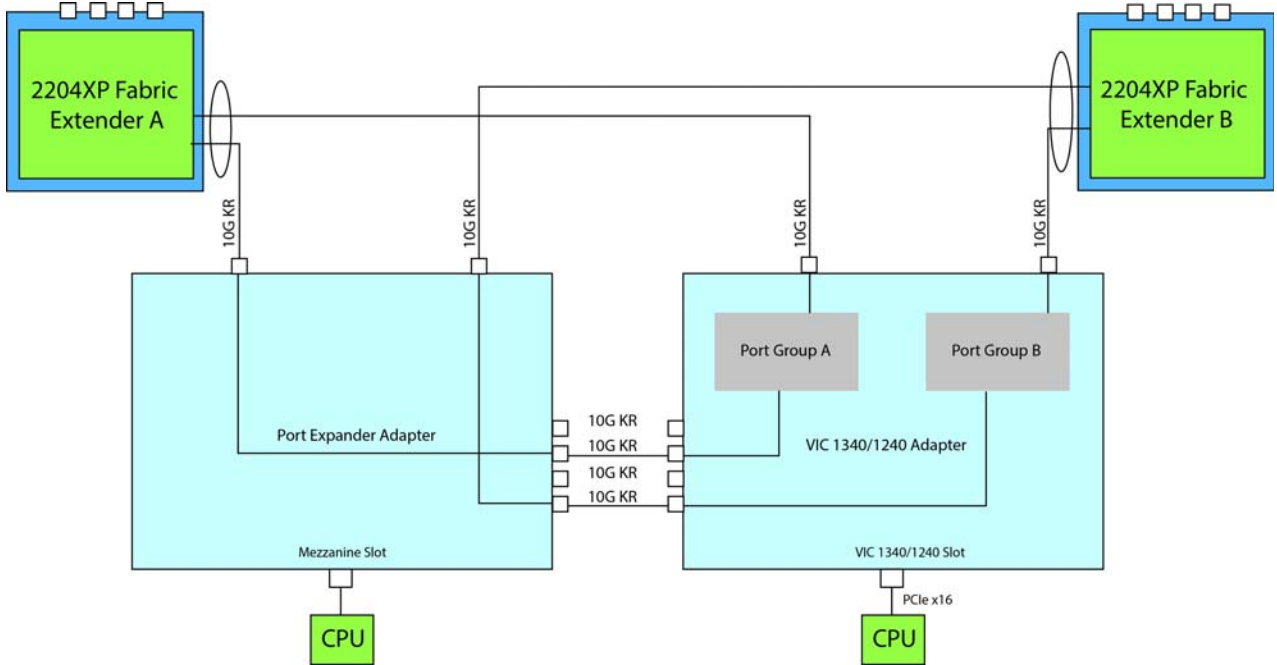 2204XP Fabric
Extender A
2204XP Fabric
Extender B
10G KR
10G KR
10G KR
10G KR
Port Group A
Port Group B
10G KR
Port Expander Adapter
10G KR
VIC 1340/1240 Adapter
10G KR
10G KR
Mezzanine Slot
VIC 1340/1240 Slot
PCIe x16
CPU
CPU